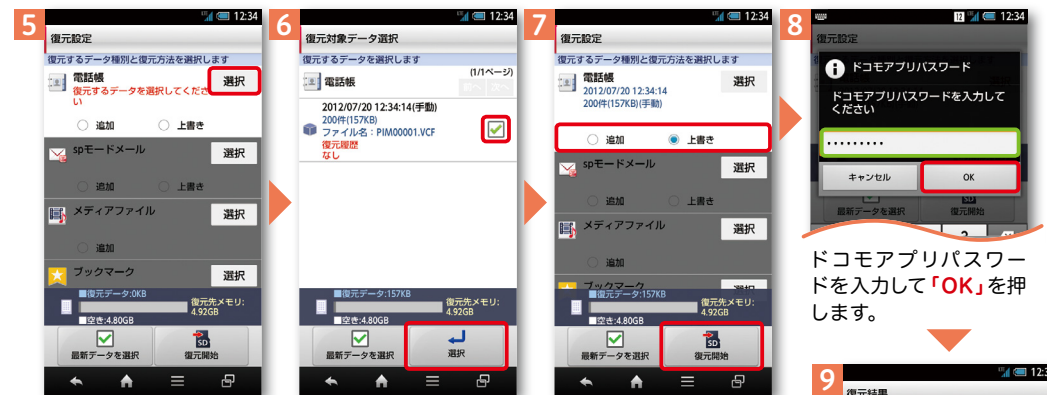 5
12:34
復元設定
復元するデータ種別と復元方法を選択します
電話帳
復元するデータを選択してくださ
い
選択
追加
上書き
spモードメール
選択
追加
上書き
メディアファイル
選択
追加
ブックマーク
選択
■復元データ:0KB
復元先メモリ:
4.92GB
■空き:4.80GB
最新データを選択
SD
復元開始
6
12:34
復元対象データ選択
復元するデータを選択します
電話帳
(1/1ページ)
前へ 次へ
2012/07/20 12:34:14(手動)
200件(157KB)
ファイル名：PIM00001.VCF
復元履歴
なし
■復元データ:157KB
復元先メモリ:
4.92GB
■空き:4.80GB
最新データを選択
選択
7
12:34
復元設定
復元するデータ種別と復元方法を選択します
電話帳
2012/07/20 12:34:14
200件(157KB)(手動)
選択
追加
上書き
spモードメール
選択
追加
上書き
メディアファイル
選択
追加
ブックマーク
選択
■復元データ:157KB
復元先メモリ:
4.92GB
■空き:4.80GB
最新データを選択
SD
復元開始
8
12
12:34
復元設定
ドコモアプリパスワード
ドコモアプリパスワードを入力して
ください
･････････
キャンセル
OK
最新データを選択
SD
復元開始
ドコモアプリパスワー
ドを入力して「OK」を押
します。
9
復元結果